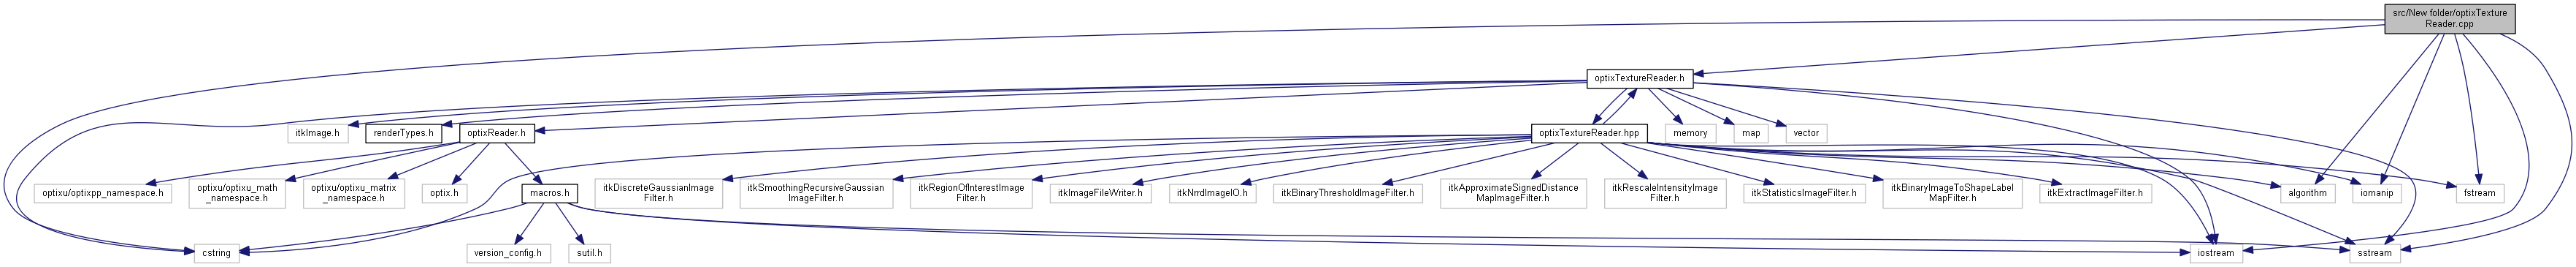 src/New folder/optixTexture
Reader.cpp
optixTextureReader.h
itkImage.h
renderTypes.h
optixReader.h
optixTextureReader.hpp
memory
map
vector
optixu/optixpp_namespace.h
optixu/optixu_math
_namespace.h
optixu/optixu_matrix
_namespace.h
optix.h
macros.h
itkDiscreteGaussianImage
Filter.h
itkSmoothingRecursiveGaussian
ImageFilter.h
itkRegionOfInterestImage
Filter.h
itkImageFileWriter.h
itkNrrdImageIO.h
itkBinaryThresholdImageFilter.h
itkApproximateSignedDistance
MapImageFilter.h
itkRescaleIntensityImage
Filter.h
itkStatisticsImageFilter.h
itkBinaryImageToShapeLabel
MapFilter.h
itkExtractImageFilter.h
algorithm
iomanip
fstream
cstring
version_config.h
sutil.h
iostream
sstream